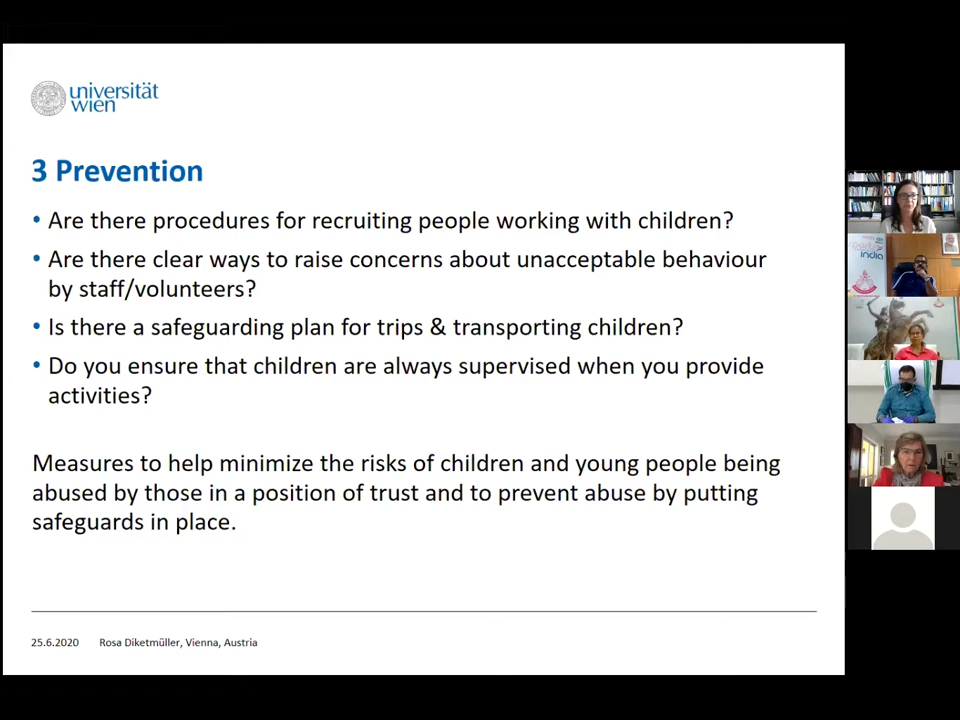 universität
wien
3 Prevention
• Are there procedures for recruiting people working with children?
• Are there clear ways to raise concerns about unacceptable behaviour
by staff/volunteers?
• Is there a safeguarding plan for trips & transporting children?
• Do you ensure that children are always supervised when you provide
activities?
Measures to help minimize the risks of children and young people being
abused by those in a position of trust and to prevent abuse by putting
safeguards in place.
25.6.2020 Rosa Diketmüller, Vienna, Austria
india